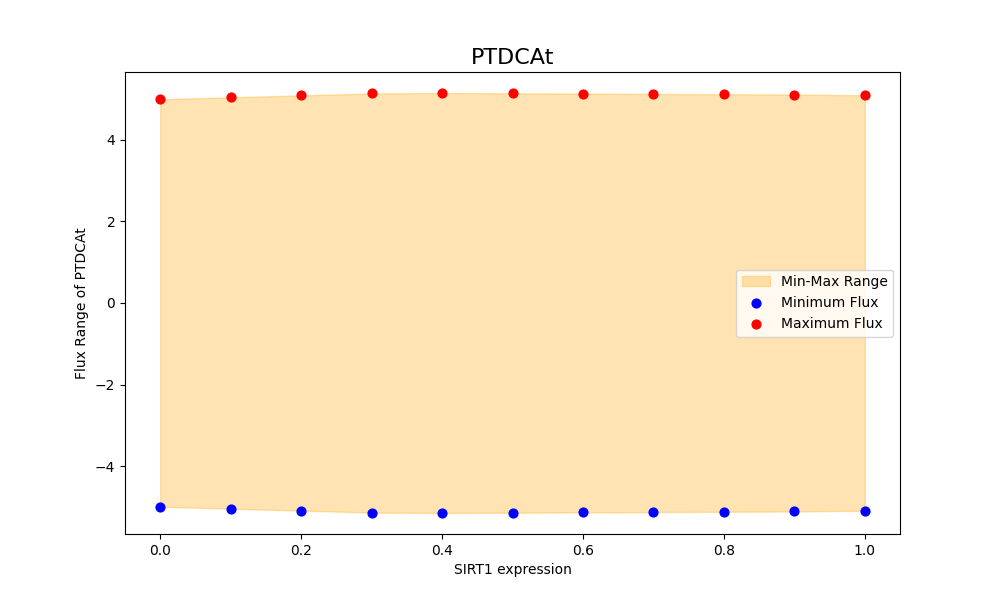 PTDCAt
Flux Range of PTDCAt
4
2
0
−2
−4
Min-Max Range
Minimum Flux
Maximum Flux
0.0
0.2
0.4
0.6
0.8
1.0
SIRT1 expression